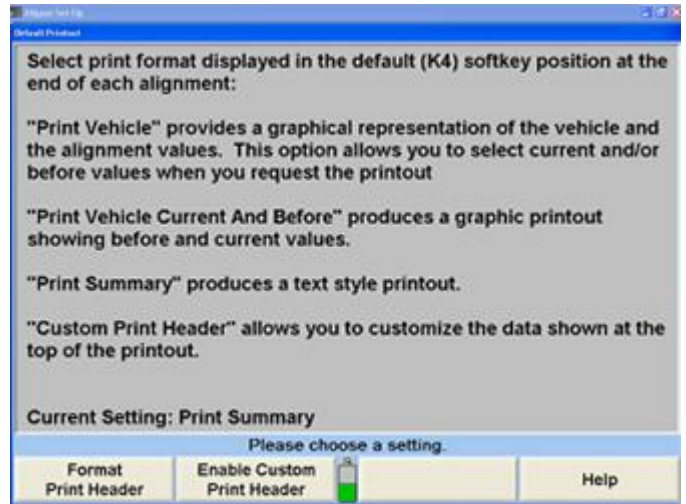 Aligner Set Up
Default Printout
Select print format displayed in the default (K4) softkey position at the
end of each alignment:
"Print Vehicle" provides a graphical representation of the vehicle and
the alignment values. This option allows you to select current and/or
before values when you request the printout
"Print Vehicle Current And Before" produces a graphic printout
showing before and current values.
"Print Summary" produces a text style printout.
"Custom Print Header" allows you to customize the data shown at the
top of the printout.
Current Setting: Print Summary
Please choose a setting.
Format
Print Header
Enable Custom
Print Header
Help